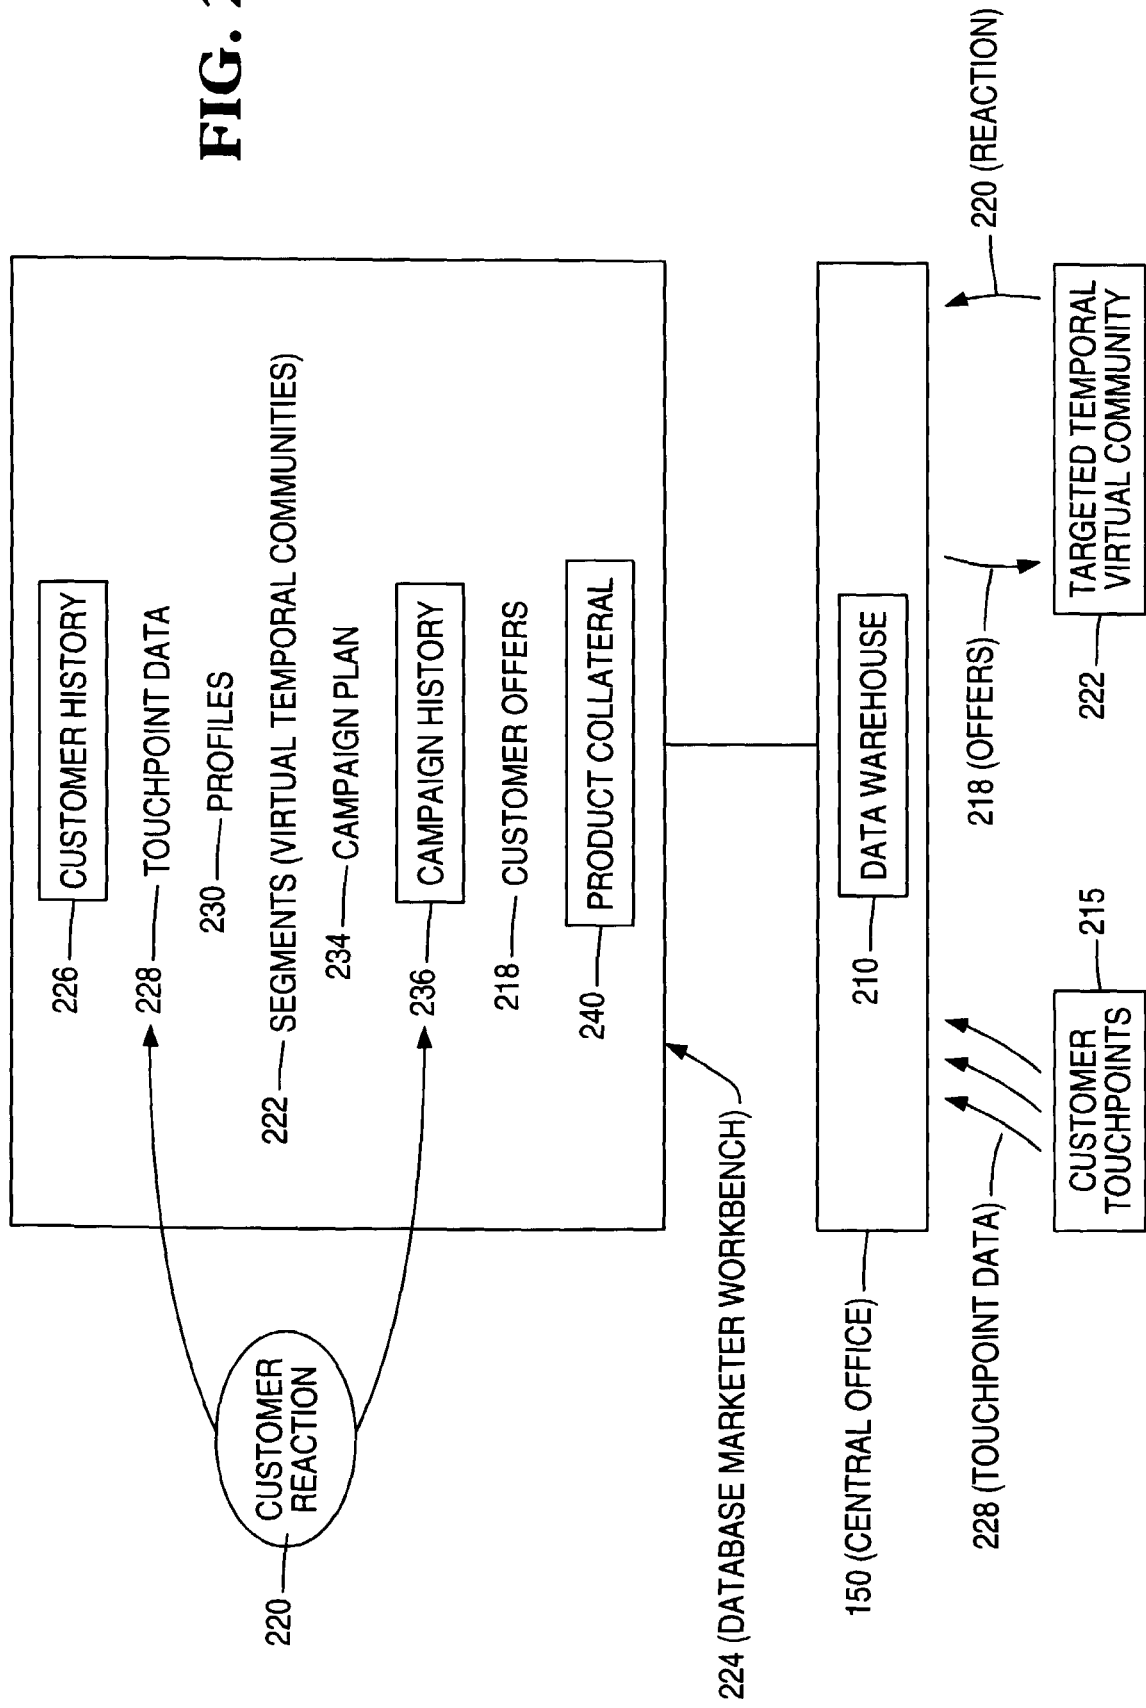 FIG. 2
226
CUSTOMER HISTORY
228
TOUCHPOINT DATA
230
PROFILES
222
SEGMENTS (VIRTUAL TEMPORAL COMMUNITIES)
234
CAMPAIGN PLAN
236
CAMPAIGN HISTORY
218
CUSTOMER OFFERS
240
PRODUCT COLLATERAL
220
CUSTOMER
REACTION
224 (DATABASE MARKETER WORKBENCH)
150 (CENTRAL OFFICE)
210
DATA WAREHOUSE
228 (TOUCHPOINT DATA)
218 (OFFERS)
220 (REACTION)
CUSTOMER
TOUCHPOINTS
215
222
TARGETED TEMPORAL
VIRTUAL COMMUNITY